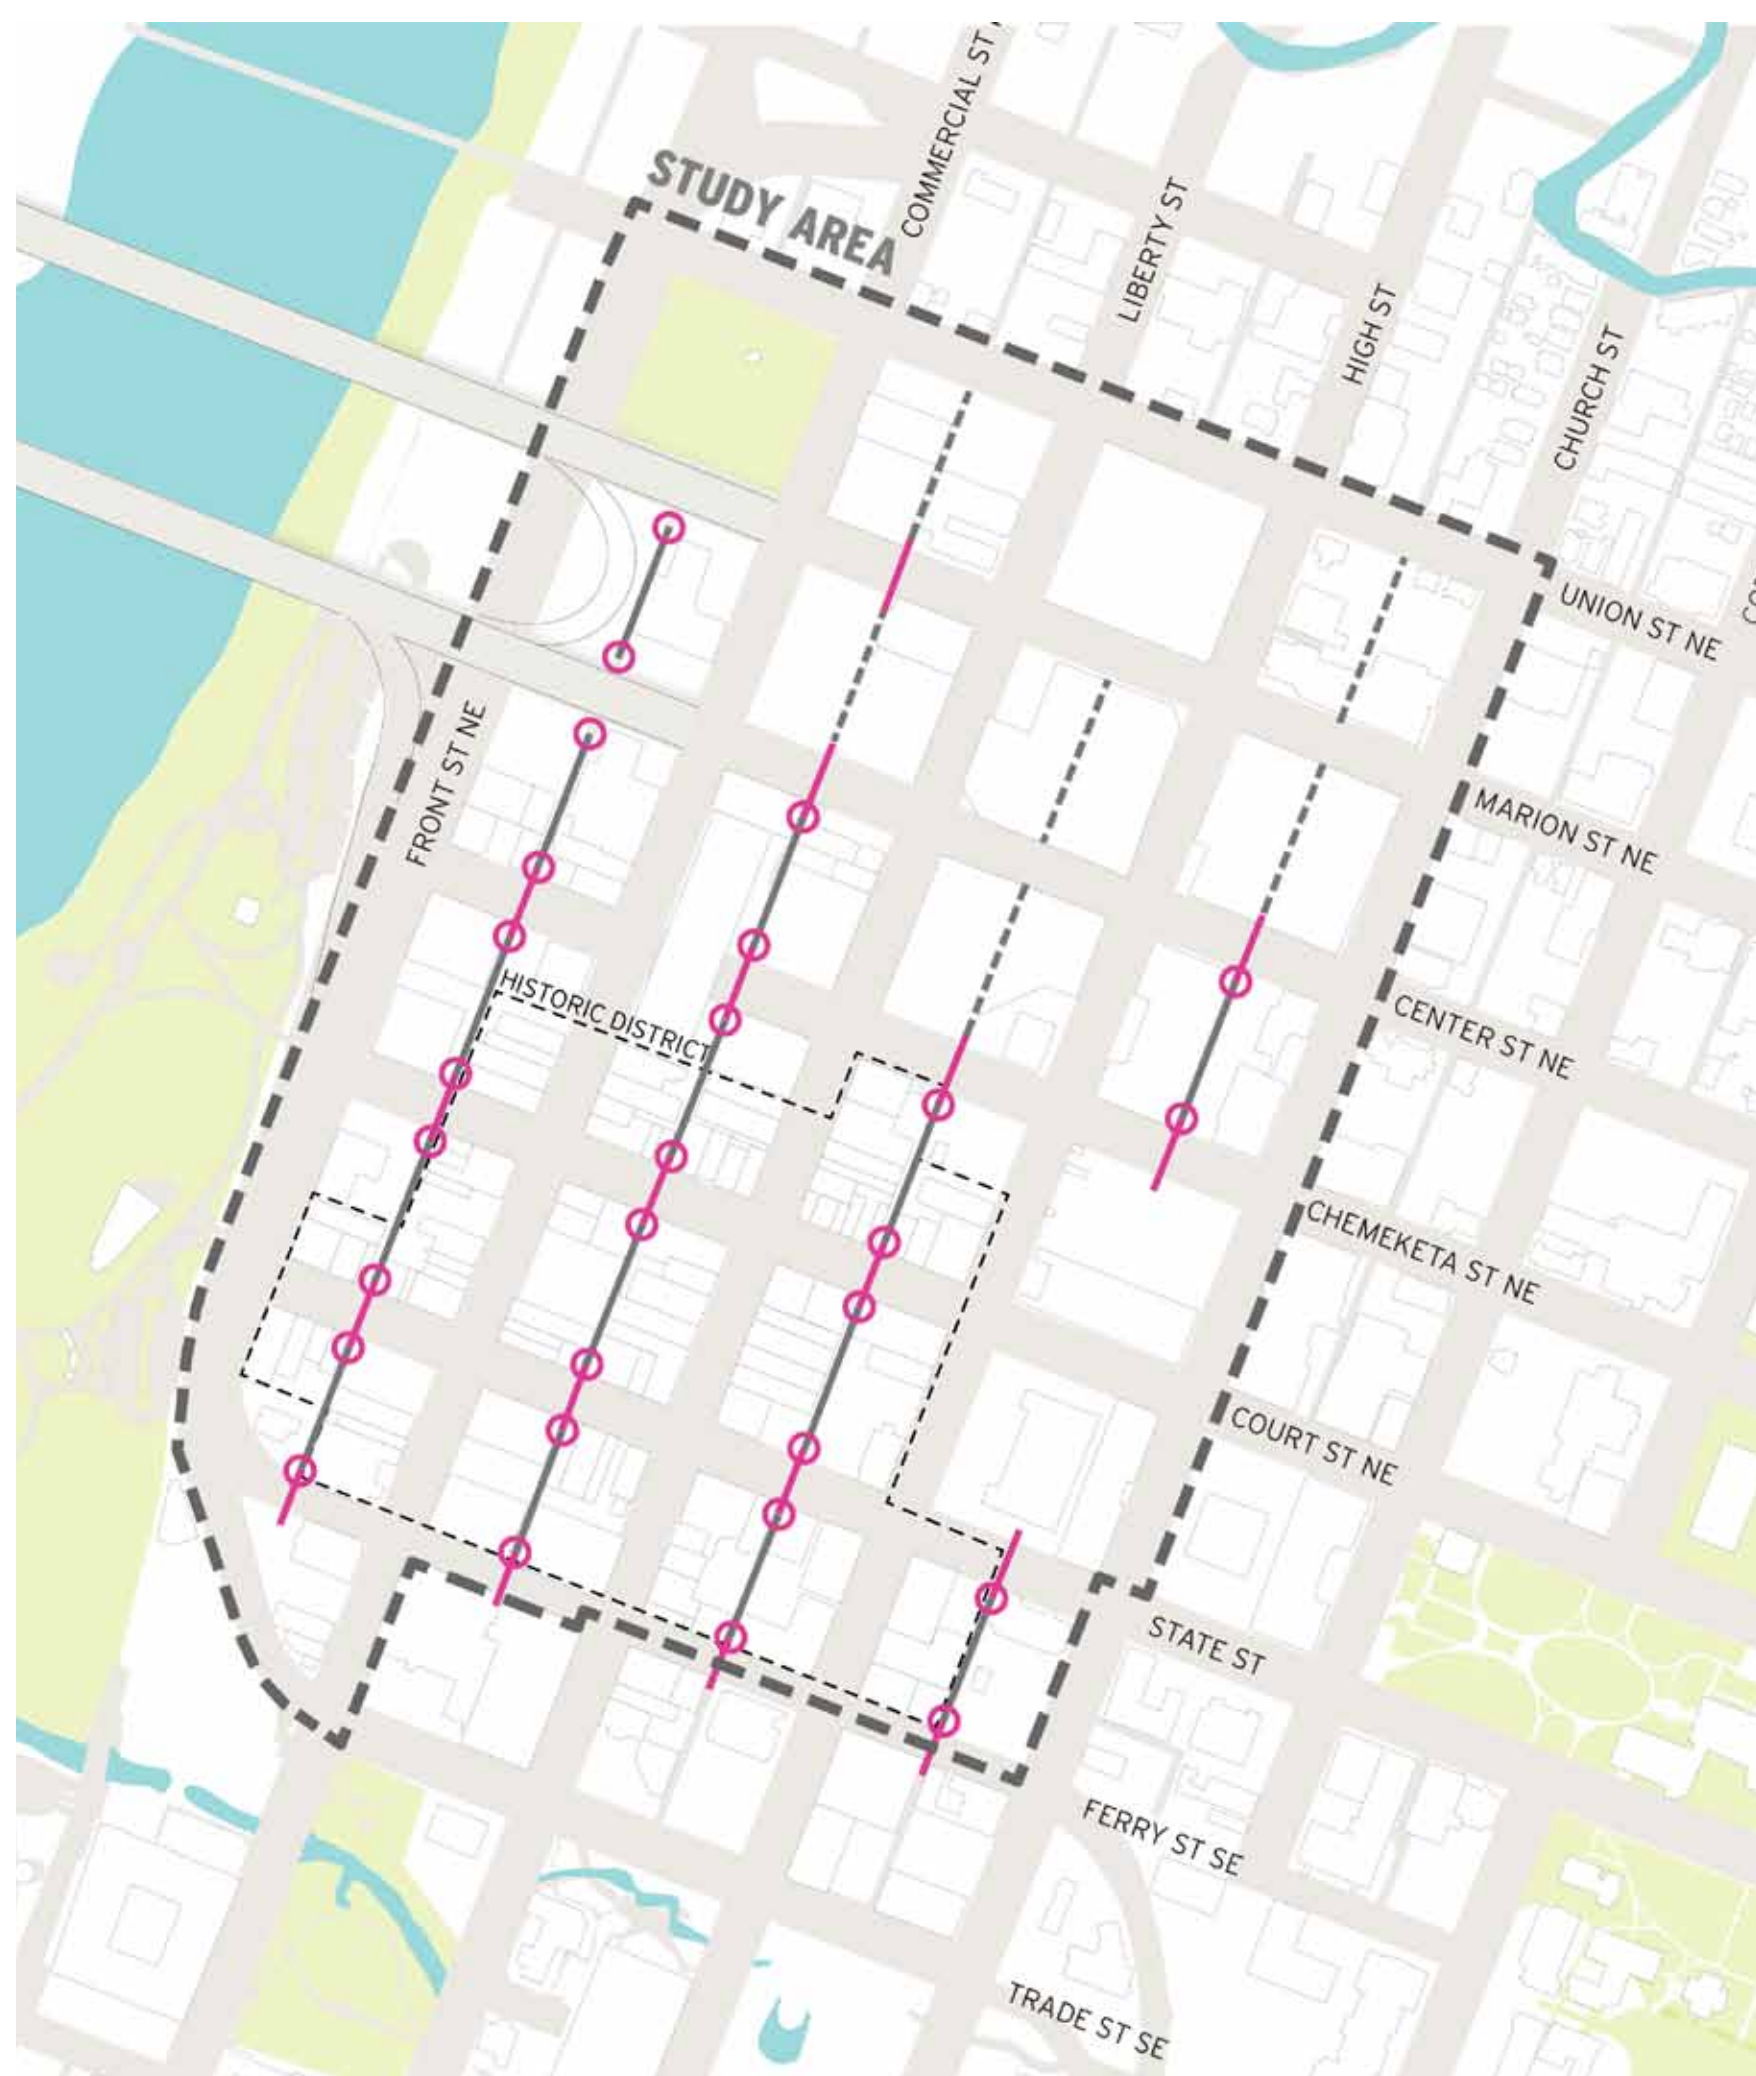 COMMERCIAL ST
STUDY AREA
LIBERTY ST
HIGH ST
CHURCH ST
UNION ST NE
FRONT ST NE
MARION ST NE
HISTORIC DISTRICT
CENTER ST NE
CHEMEKETA ST NE
COURT ST NE
STATE ST
FERRY ST SE
TRADE ST SE